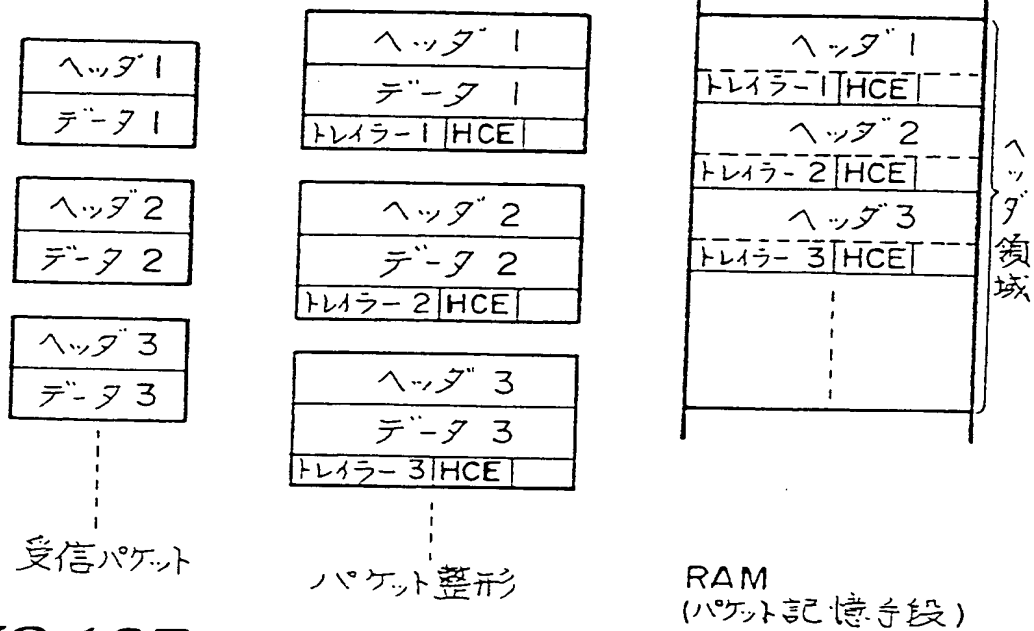 ヘッダ 1
データ 1
ヘッダ 2
データ 2
ヘッダ 3
データ 3
受信パケット
ヘッダ 1
データ 1
トレイラー 1 HCE
ヘッダ 2
データ 2
トレイラー 2 HCE
ヘッダ 3
データ 3
トレイラー 3 HCE
パケット整形
ヘッダ 1
トレイラー 1 HCE
ヘッダ 2
トレイラー 2 HCE
ヘッダ 3
トレイラー 3 HCE
ヘッダ領域
RAM
(パケット記憶手段)